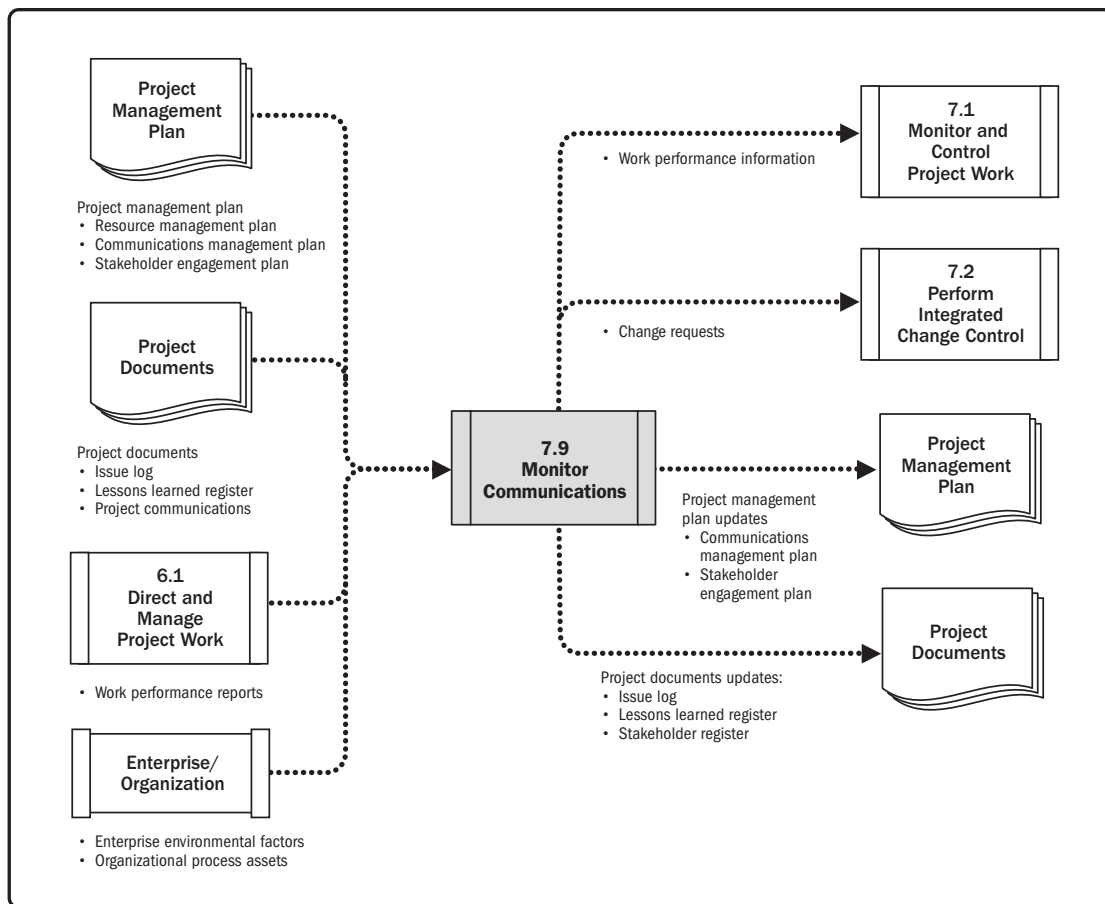 Project
Management
Plan
Project management plan
• Resource management plan
• Communications management plan
• Stakeholder engagement plan
Project
Documents
Project documents
• Issue log
• Lessons learned register
• Project communications
6.1
Direct and
Manage
Project Work
• Work performance reports
Enterprise/
Organization
• Enterprise environmental factors
• Organizational process assets
7.9
Monitor
Communications
7.1
Monitor and
Control
Project Work
• Work performance information
7.2
Perform
Integrated
Change Control
• Change requests
Project
Management
Plan
Project management
plan updates
• Communications
management plan
• Stakeholder
engagement plan
Project
Documents
Project documents updates:
• Issue log
• Lessons learned register
• Stakeholder register